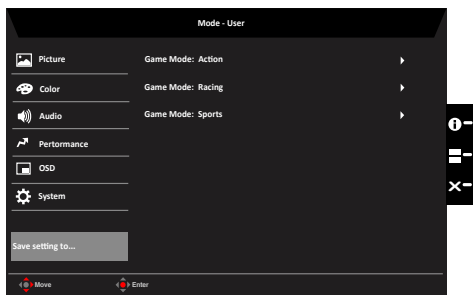 Mode - User
Picture
Color
Audio
Pertormance
OSD
System
Save setting to...
Game Mode: Action
Game Mode: Racing
Game Mode: Sports
Move
Enter